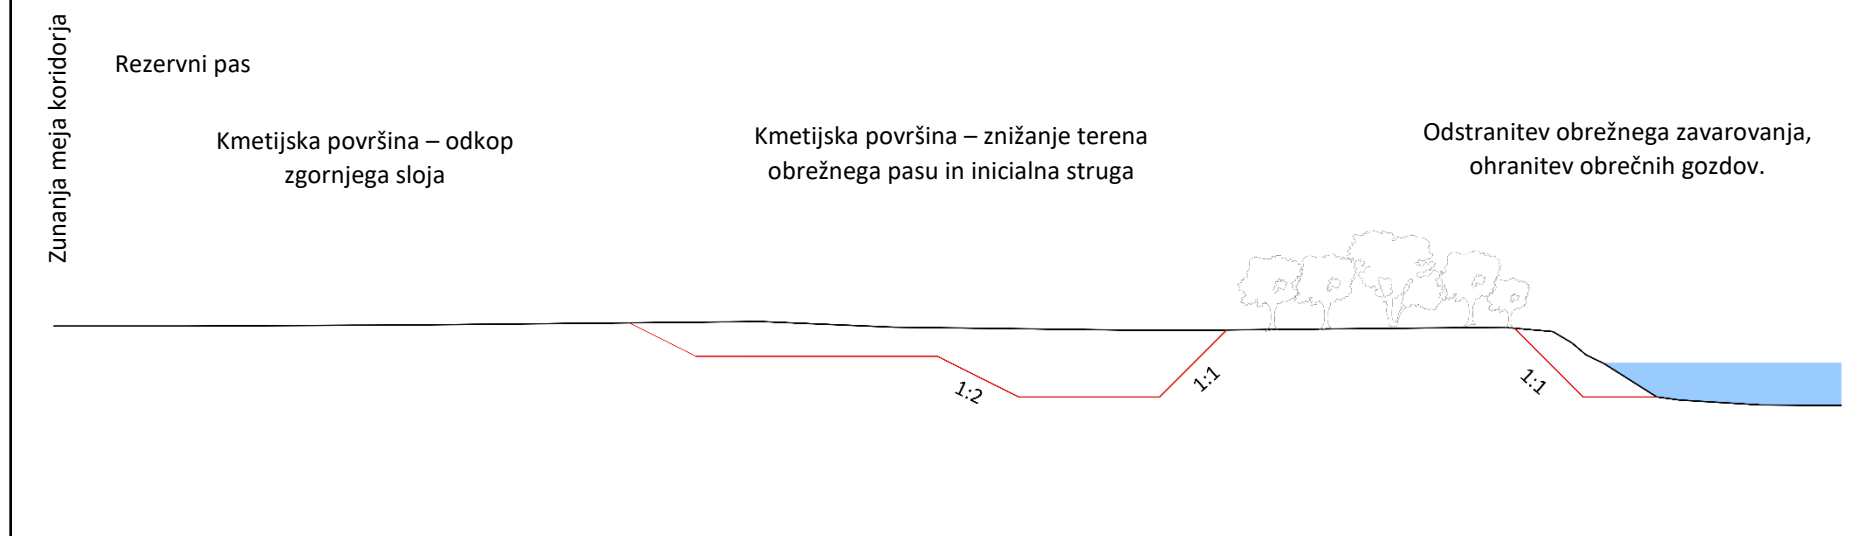 Zunanja meja koridorja
Rezervni pas
Kmetijska površina – odkop
zgornjega sloja
Kmetijska površina – znižanje terena
obrežnega pasu in inicialna struga
Odstranitev obrežnega zavarovanja,
ohranitev obrečnih gozdov.
1:2
1:1
1:1